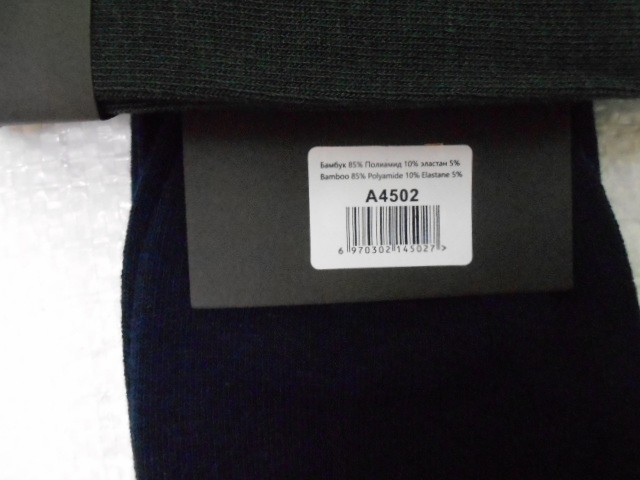 Бамбук 85% Полиамид 10% эластан 5%
Bamboo 85% Polyamide 10% Elastane 5%
A4502
6 970302 145027 >